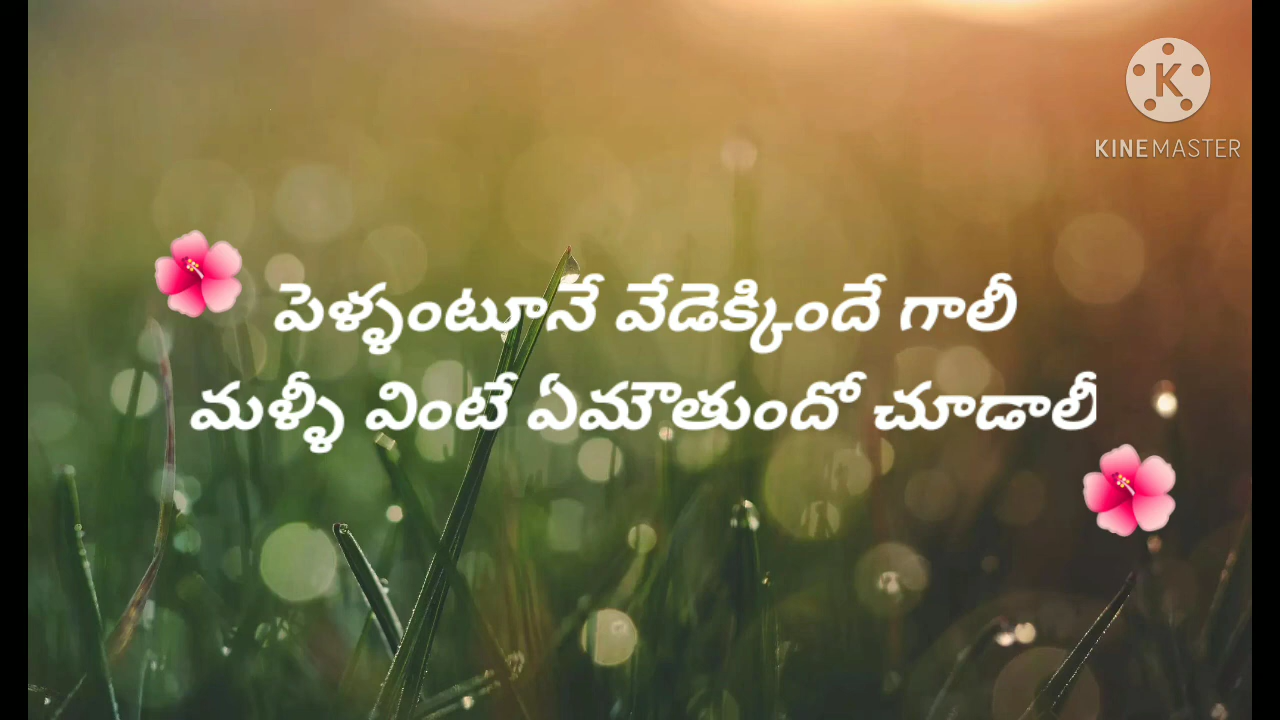 KINEMASTER
పెళ్ళంటూనే వేడెక్కిందే గాలీ
మళ్ళీ వింటే ఏమౌతుందో చూడాలీ